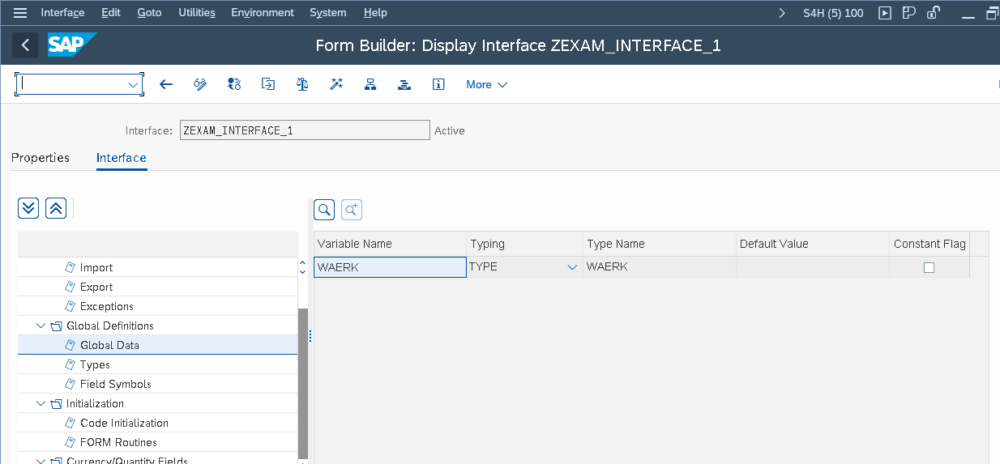 Interface Edit Goto Utilities Environment System Help S4H (5) 100
SAP Form Builder: Display Interface ZEXAM_INTERFACE_1
More
Interface: ZEXAM_INTERFACE_1 Active
Properties Interface
Variable Name Typing Type Name Default Value Constant Flag
WAERK TYPE WAERK
Import
Export
Exceptions
Global Definitions
Global Data
Types
Field Symbols
Initialization
Code Initialization
FORM Routines
Currency/Quantity Fields